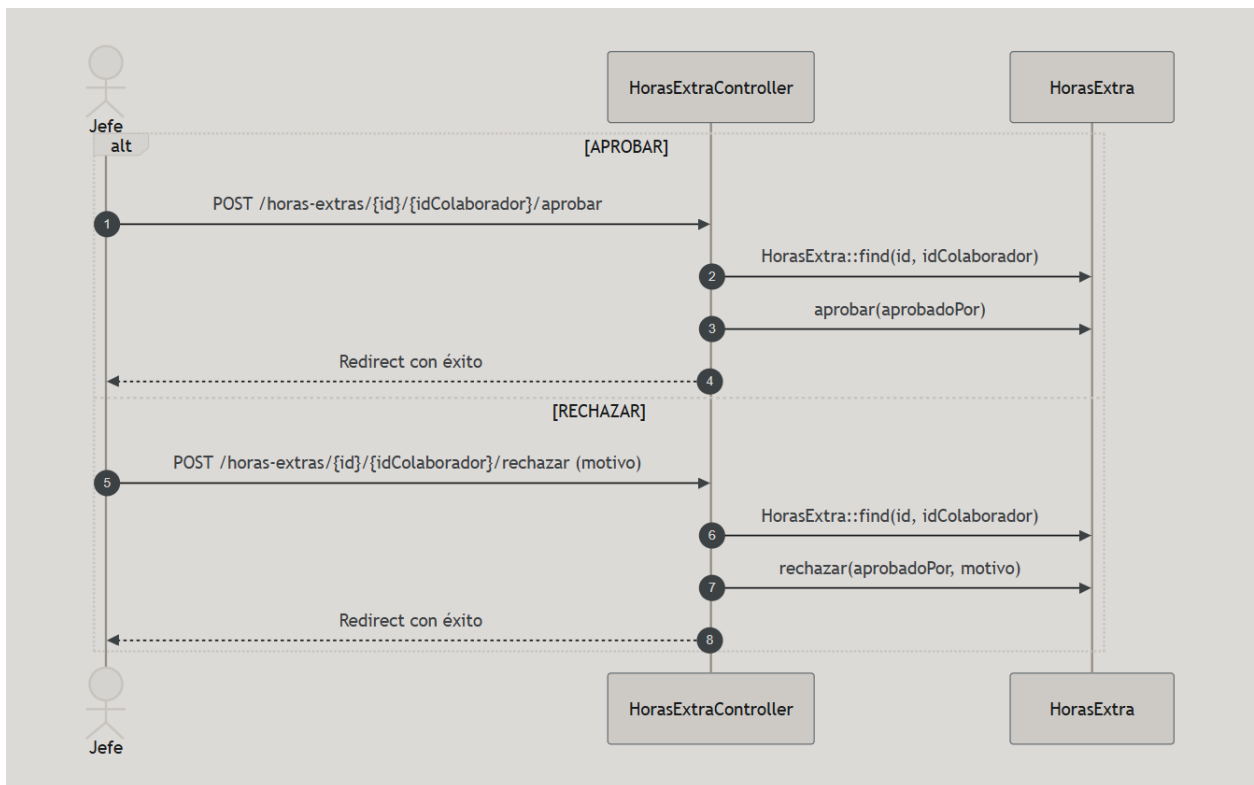 HorasExtraController
HorasExtra
Jefe
alt
[APROBAR]
POST /horas-extras/{id}/{idColaborador}/aprobar
1
HorasExtra::find(id, idColaborador)
2
aprobar(aprobadoPor)
3
Redirect con éxito
4
[RECHAZAR]
POST /horas-extras/{id}/{idColaborador}/rechazar (motivo)
5
HorasExtra::find(id, idColaborador)
6
rechazar(aprobadoPor, motivo)
7
Redirect con éxito
8
HorasExtraController
HorasExtra
Jefe